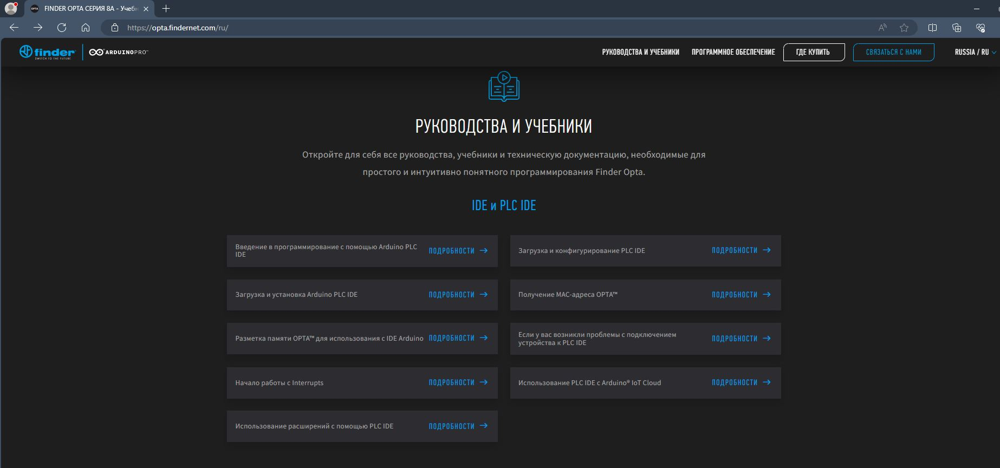 OPTA FINDER OPTA СЕРИЯ 8A - Учебн
https://opta.findernet.com/ru/
finder
SWITCH TO THE FUTURE
ARDUINO PRO
РУКОВОДСТВА И УЧЕБНИКИ
ПРОГРАММНОЕ ОБЕСПЕЧЕНИЕ
ГДЕ КУПИТЬ
СВЯЗАТЬСЯ С НАМИ
RUSSIA / RU
РУКОВОДСТВА И УЧЕБНИКИ
Откройте для себя все руководства, учебники и техническую документацию, необходимые для
простого и интуитивно понятного программирования Finder Opta.
IDE и PLC IDE
Введение в программирование с помощью Arduino PLC
IDE
ПОДРОБНОСТИ →
Загрузка и конфигурирование PLC IDE
ПОДРОБНОСТИ →
Загрузка и установка Arduino PLC IDE
ПОДРОБНОСТИ →
Получение MAC-адреса OPTA™
ПОДРОБНОСТИ →
Разметка памяти OPTA™ для использования с IDE Arduino
ПОДРОБНОСТИ →
Если у вас возникли проблемы с подключением
устройства к PLC IDE
ПОДРОБНОСТИ →
Начало работы с Interrupts
ПОДРОБНОСТИ →
Использование PLC IDE с Arduino® IoT Cloud
ПОДРОБНОСТИ →
Использование расширений с помощью PLC IDE
ПОДРОБНОСТИ →